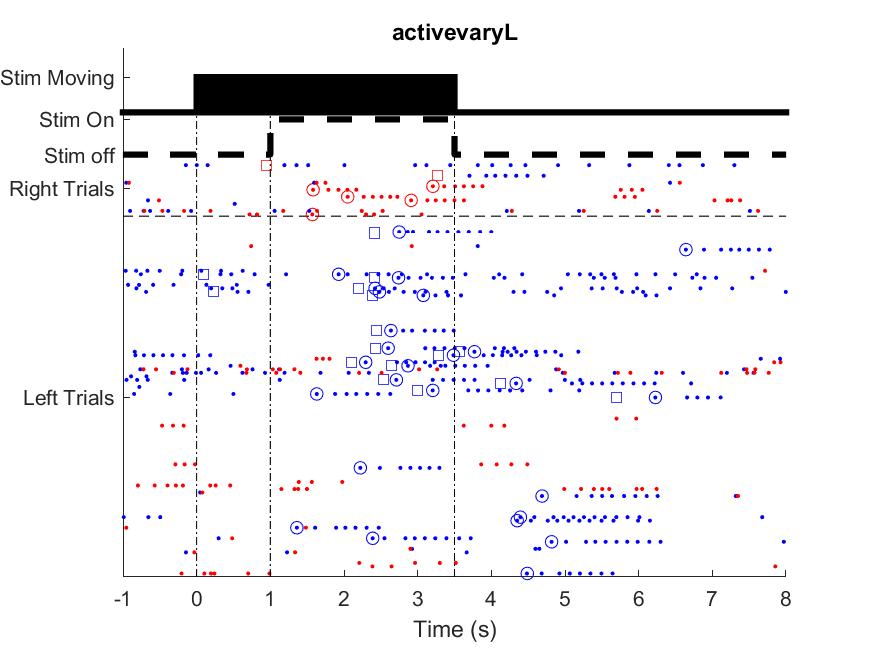 activevaryL
Stim Moving
Stim On
Stim off
Right Trials
Left Trials
-1 0 1 2 3 4 5 6 7 8
Time (s)